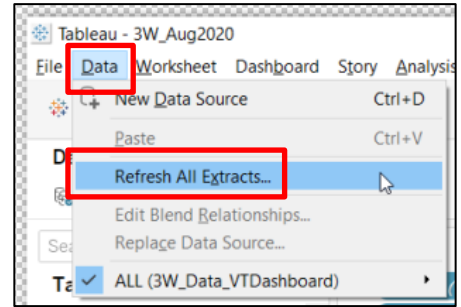 Tableau - 3W_Aug2020
File Data Worksheet Dashboard Story Analysis
New Data Source Ctrl+D
Paste Ctrl+V
Refresh All Extracts...
Edit Blend Relationships...
Replace Data Source...
ALL (3W_Data_VTDashboard)